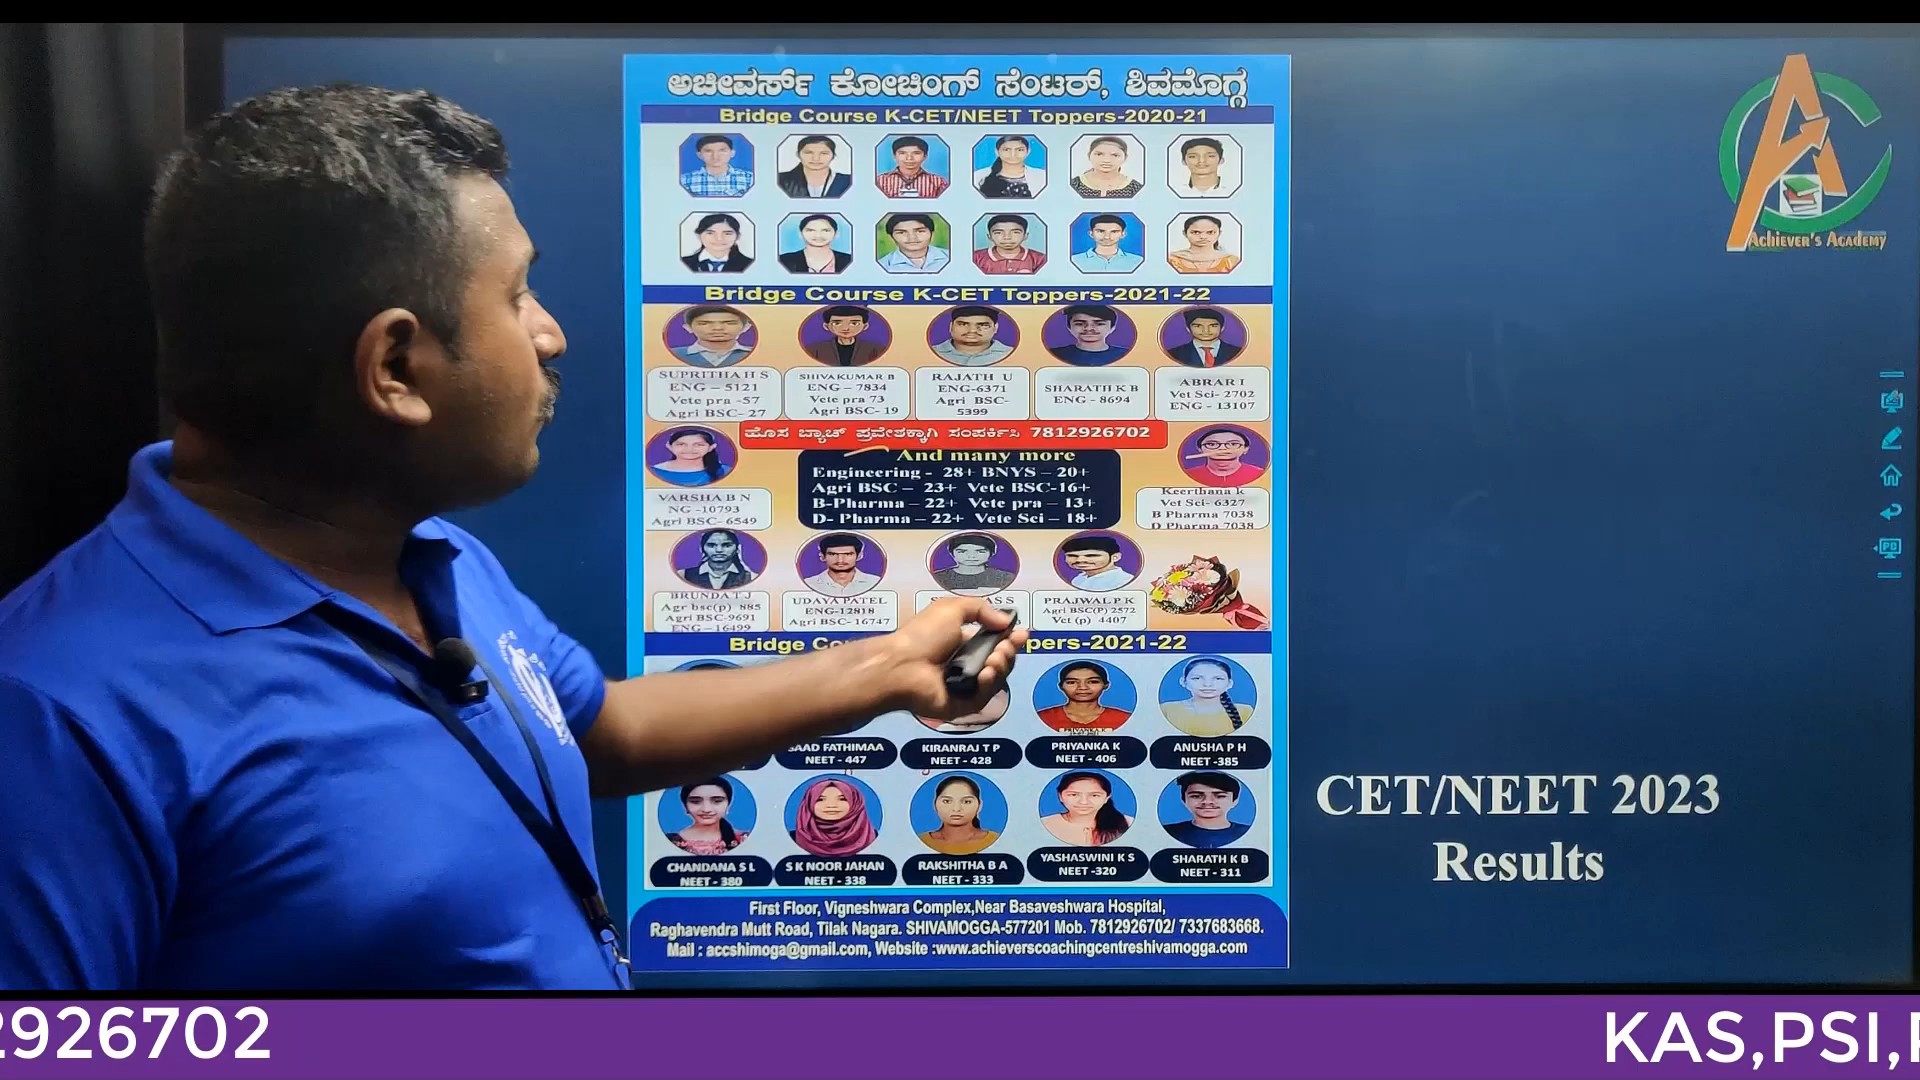 ಅಚೀವರ್ಸ್ ಕೋಚಿಂಗ್ ಸೆಂಟರ್, ಶಿವಮೊಗ್ಗ
Bridge Course K-CET/NEET Toppers-2020-21
Bridge Course K-CET Toppers-2021-22
SUPRITHA H S
ENG – 5121
Vete pra -57
Agri BSC- 27
SHIVAKUMAR B
ENG – 7834
Vete pra 73
Agri BSC- 19
RAJATH U
ENG-6371
Agri BSC-
5399
SHARATH K B
ENG - 8694
ABRAR I
Vet Sci- 2702
ENG - 13107
ಹೊಸ ಬ್ಯಾಚ್ ಪ್ರವೇಶಕ್ಕಾಗಿ ಸಂಪರ್ಕಿಸಿ 7812926702
And many more
Engineering - 28+ BNYS – 20+
Agri BSC – 23+ Vete BSC-16+
B-Pharma – 22+ Vete pra – 13+
D- Pharma – 22+ Vete Sci – 18+
VARSHA B N
NG -10793
Agri BSC- 6549
Keerthana k
Vet Sci- 6327
B Pharma 7038
D Pharma 7038
BRUNDA T J
Agr bsc(p) 885
Agri BSC-9691
ENG – 16499
UDAYA PATEL
ENG-12818
Agri BSC- 16747
AS S
PRAJWAL P K
Agri BSC(P) 2572
Vet (p) 4407
Bridge Co ppers-2021-22
SAAD FATHIMAA
NEET - 447
KIRANRAJ T P
NEET - 428
PRIYANKA K
NEET - 406
ANUSHA P H
NEET -385
CHANDANA S L
NEET - 380
S K NOOR JAHAN
NEET - 338
RAKSHITHA B A
NEET - 333
YASHASWINI K S
NEET -320
SHARATH K B
NEET - 311
First Floor, Vigneshwara Complex,Near Basaveshwara Hospital,
Raghavendra Mutt Road, Tilak Nagara. SHIVAMOGGA-577201 Mob. 7812926702/ 7337683668.
Mail : accshimoga@gmail.com, Website :www.achieverscoachingcentreshivamogga.com
ACHIEVER'S ACADEMY
CET/NEET 2023
Results
2926702
KAS,PSI,P